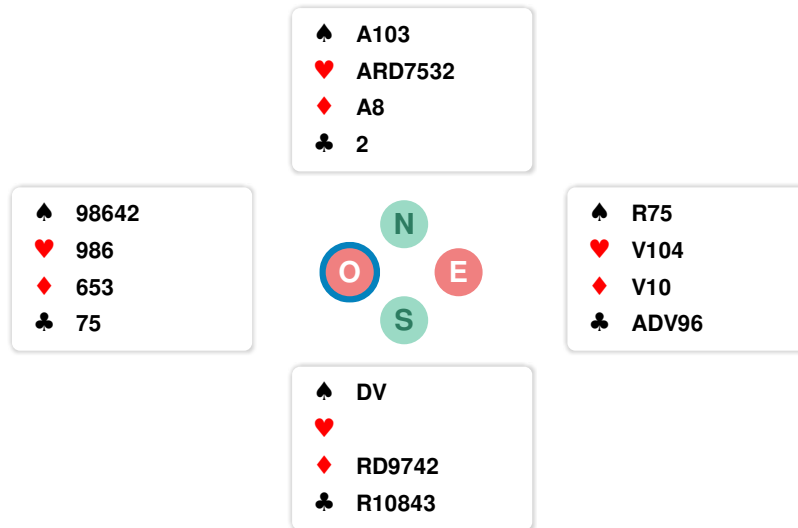 ♠ A103
♥ ARD7532
♦ A8
♣ 2
♠ 98642
♥ 986
♦ 653
♣ 75
N
O E
S
♠ R75
♥ V104
♦ V10
♣ ADV96
♠ DV
♥
♦ RD9742
♣ R10843